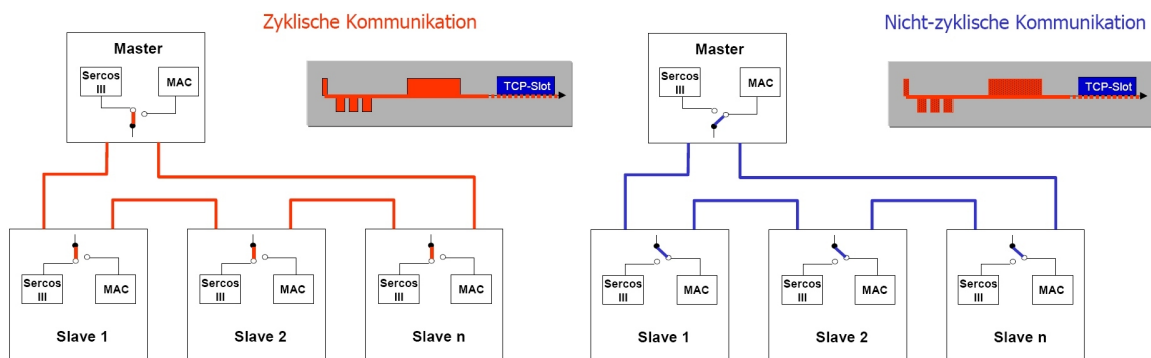 Zyklische Kommunikation
Master
Sercos
III
MAC
TCP-Slot
Sercos
III
MAC
Slave 1
Sercos
III
MAC
Slave 2
Sercos
III
MAC
Slave n
Nicht-zyklische Kommunikation
Master
Sercos
III
MAC
TCP-Slot
Sercos
III
MAC
Slave 1
Sercos
III
MAC
Slave 2
Sercos
III
MAC
Slave n